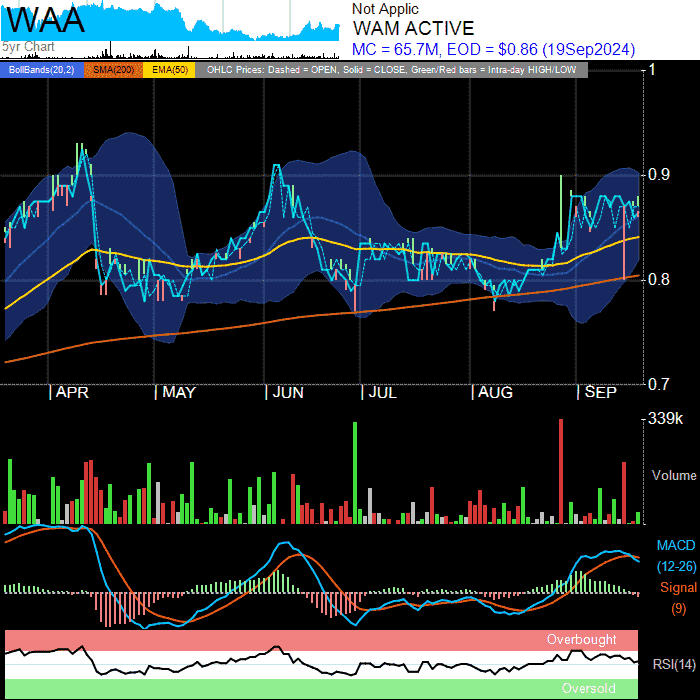 WAA
5yr Chart
Not Applic
WAM ACTIVE
MC = 65.7M, EOD = $0.86 (19Sep2024)
BollBands(20,2) SMA(200) EMA(50) OHLC Prices: Dashed = OPEN, Solid = CLOSE, Green/Red bars = Intra-day HIGH/LOW
1
0.9
0.8
0.7
APR MAY JUN JUL AUG SEP
339k
Volume
MACD
(12-26)
Signal
(9)
Overbought
RSI(14)
Oversold